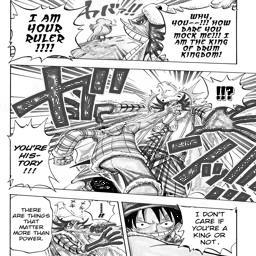 WHY,
YOU--!!! HOW
DARE YOU
MOCK ME!!! I
AM THE KING
OF DRUM
KINGDOM!
I AM
YOUR
RULER
!!!!
!!?
YOU'RE
HIS-
TORY
!!!
I DON'T
CARE IF
YOU'RE A
KING OR
NOT.
THERE ARE
THINGS THAT
MATTER
MORE THAN
POWER.